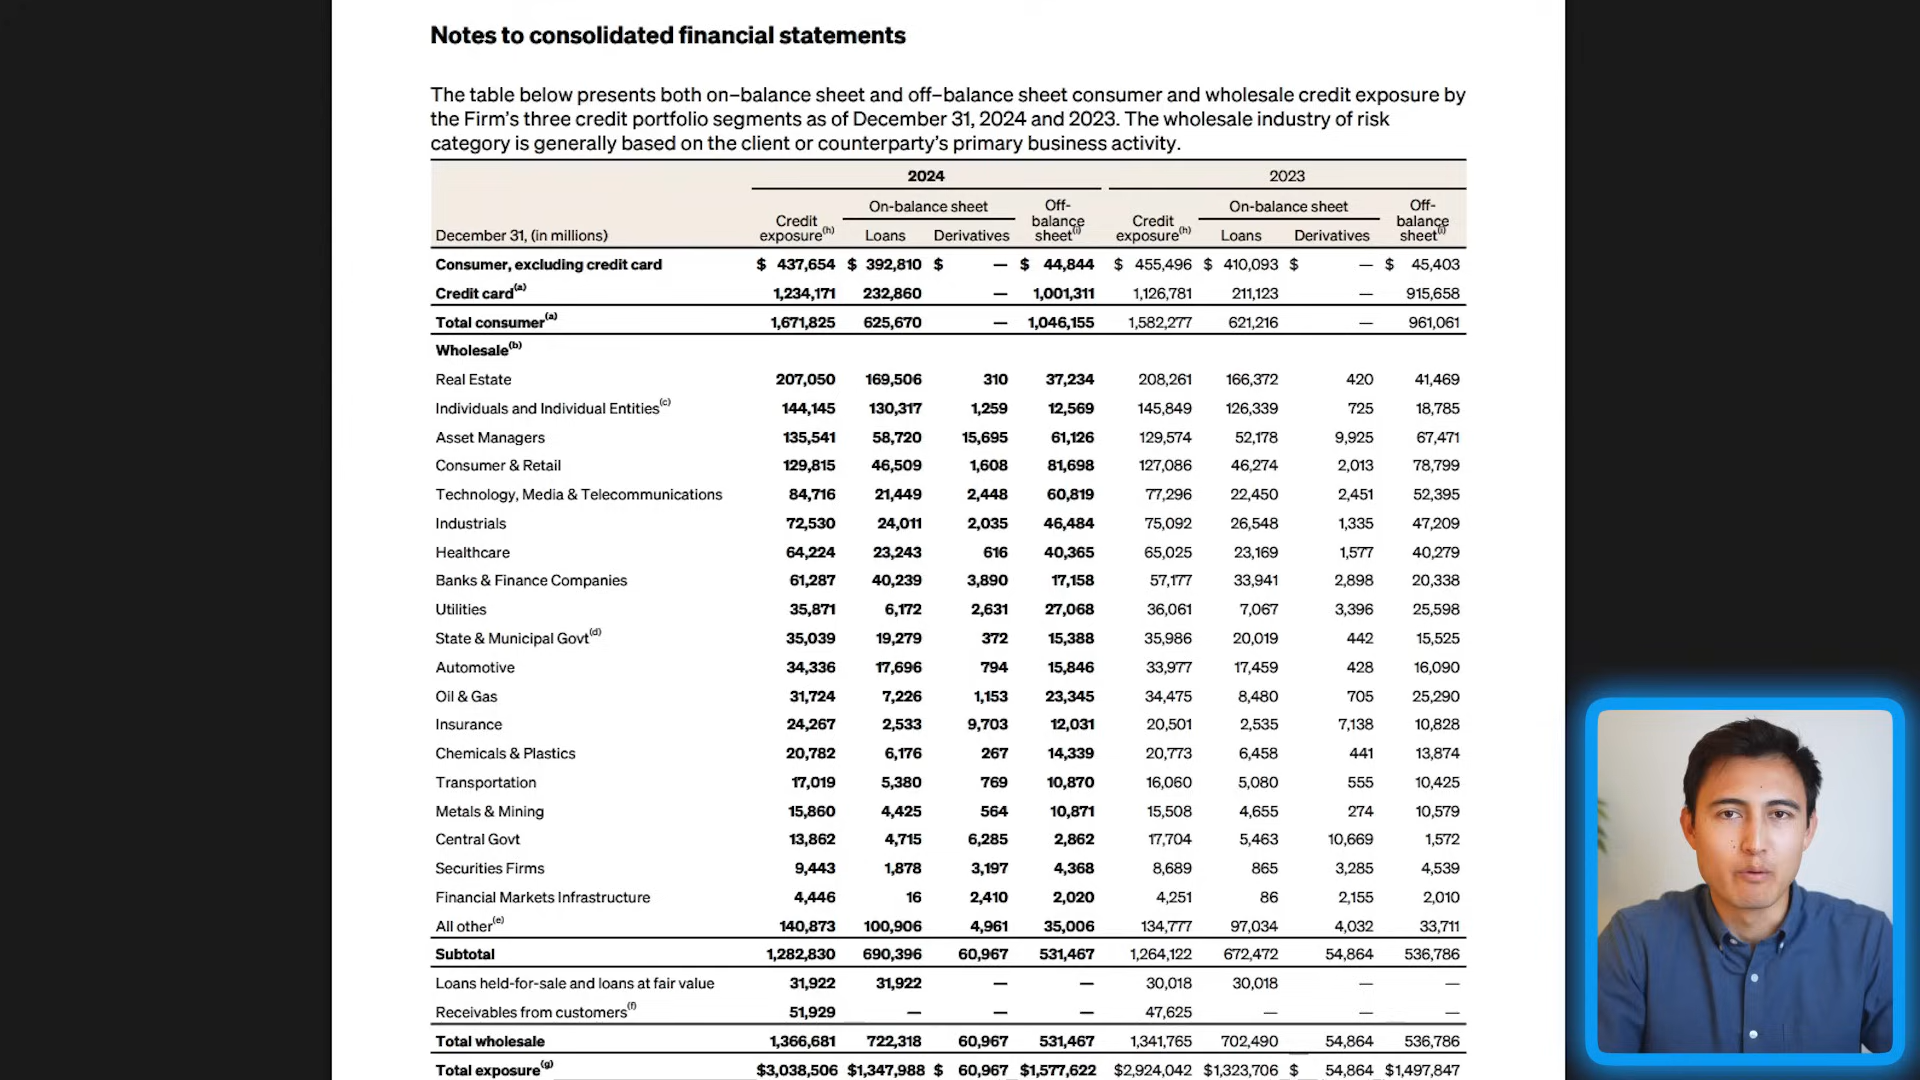 Notes to consolidated financial statements
The table below presents both on–balance sheet and off–balance sheet consumer and wholesale credit exposure by
the Firm's three credit portfolio segments as of December 31, 2024 and 2023. The wholesale industry of risk
category is generally based on the client or counterparty's primary business activity.
2024 2023
On-balance sheet Off-balance sheet(i) On-balance sheet Off-balance sheet(i)
December 31, (in millions) Credit exposure(h) Loans Derivatives Credit exposure(h) Loans Derivatives
Consumer, excluding credit card $ 437,654 $ 392,810 $ — $ 44,844 $ 455,496 $ 410,093 $ — $ 45,403
Credit card(a) 1,234,171 232,860 — 1,001,311 1,126,781 211,123 — 915,658
Total consumer(a) 1,671,825 625,670 — 1,046,155 1,582,277 621,216 — 961,061
Wholesale(b)
Real Estate 207,050 169,506 310 37,234 208,261 166,372 420 41,469
Individuals and Individual Entities(c) 144,145 130,317 1,259 12,569 145,849 126,339 725 18,785
Asset Managers 135,541 58,720 15,695 61,126 129,574 52,178 9,925 67,471
Consumer & Retail 129,815 46,509 1,608 81,698 127,086 46,274 2,013 78,799
Technology, Media & Telecommunications 84,716 21,449 2,448 60,819 77,296 22,450 2,451 52,395
Industrials 72,530 24,011 2,035 46,484 75,092 26,548 1,335 47,209
Healthcare 64,224 23,243 616 40,365 65,025 23,169 1,577 40,279
Banks & Finance Companies 61,287 40,239 3,890 17,158 57,177 33,941 2,898 20,338
Utilities 35,871 6,172 2,631 27,068 36,061 7,067 3,396 25,598
State & Municipal Govt(d) 35,039 19,279 372 15,388 35,986 20,019 442 15,525
Automotive 34,336 17,696 794 15,846 33,977 17,459 428 16,090
Oil & Gas 31,724 7,226 1,153 23,345 34,475 8,480 705 25,290
Insurance 24,267 2,533 9,703 12,031 20,501 2,535 7,138 10,828
Chemicals & Plastics 20,782 6,176 267 14,339 20,773 6,458 441 13,874
Transportation 17,019 5,380 769 10,870 16,060 5,080 555 10,425
Metals & Mining 15,860 4,425 564 10,871 15,508 4,655 274 10,579
Central Govt 13,862 4,715 6,285 2,862 17,704 5,463 10,669 1,572
Securities Firms 9,443 1,878 3,197 4,368 8,689 865 3,285 4,539
Financial Markets Infrastructure 4,446 16 2,410 2,020 4,251 86 2,155 2,010
All other(e) 140,873 100,906 4,961 35,006 134,777 97,034 4,032 33,711
Subtotal 1,282,830 690,396 60,967 531,467 1,264,122 672,472 54,864 536,786
Loans held-for-sale and loans at fair value 31,922 31,922 — — 30,018 30,018 — —
Receivables from customers(f) 51,929 — — — 47,625 — — —
Total wholesale 1,366,681 722,318 60,967 531,467 1,341,765 702,490 54,864 536,786
Total exposure(g) $3,038,506 $1,347,988 $ 60,967 $1,577,622 $2,924,042 $1,323,706 $ 54,864 $1,497,847